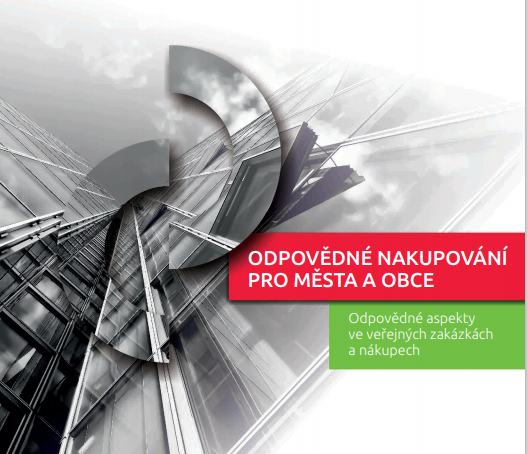 ODPOVĚDNÉ NAKUPOVÁNÍ
PRO MĚSTA A OBCE
Odpovědné aspekty
ve veřejných zakázkách
a nákupech